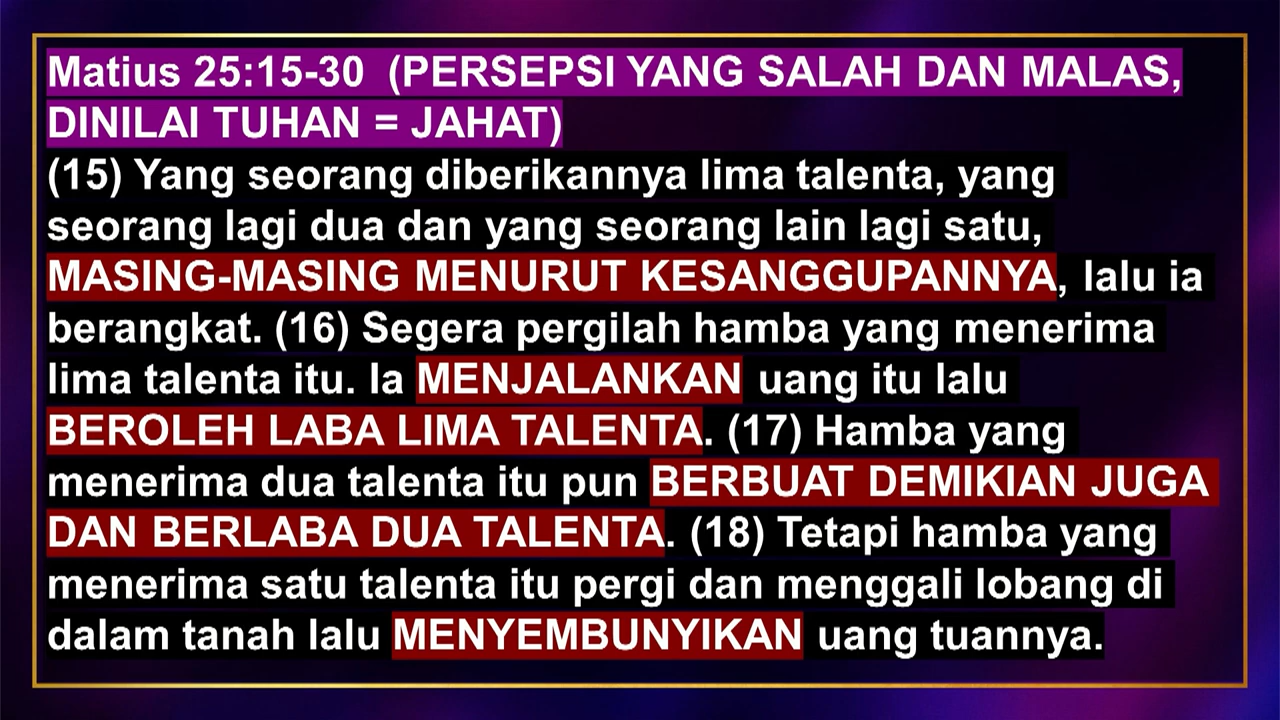 Matius 25:15-30 (PERSEPSI YANG SALAH DAN MALAS,
DINILAI TUHAN = JAHAT)
(15) Yang seorang diberikannya lima talenta, yang
seorang lagi dua dan yang seorang lain lagi satu,
MASING-MASING MENURUT KESANGGUPANNYA, lalu ia
berangkat. (16) Segera pergilah hamba yang menerima
lima talenta itu. Ia MENJALANKAN uang itu lalu
BEROLEH LABA LIMA TALENTA. (17) Hamba yang
menerima dua talenta itu pun BERBUAT DEMIKIAN JUGA
DAN BERLABA DUA TALENTA. (18) Tetapi hamba yang
menerima satu talenta itu pergi dan menggali lobang di
dalam tanah lalu MENYEMBUNYIKAN uang tuannya.